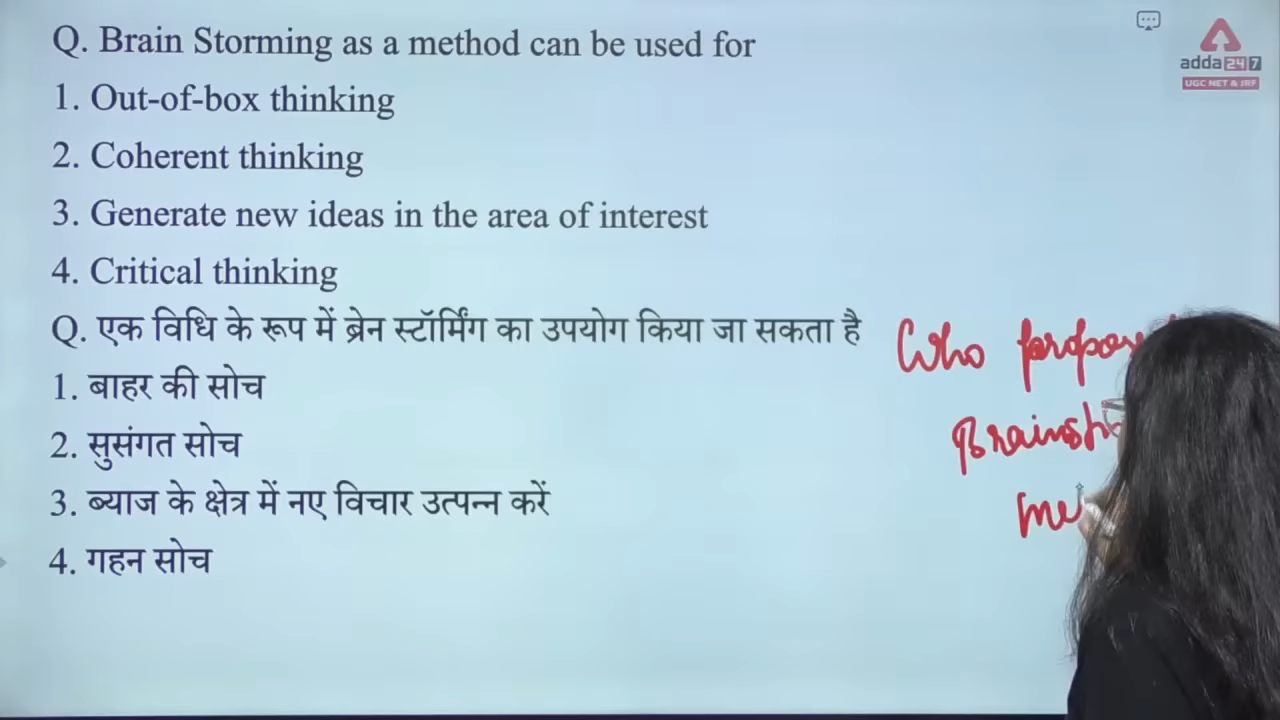 Q. Brain Storming as a method can be used for
1. Out-of-box thinking
2. Coherent thinking
3. Generate new ideas in the area of interest
4. Critical thinking
Q. एक विधि के रूप में ब्रेन स्टॉर्मिंग का उपयोग किया जा सकता है
1. बाहर की सोच
2. सुसंगत सोच
3. ब्याज के क्षेत्र में नए विचार उत्पन्न करें
4. गहन सोच
Who
adda247
UGC NET & JRF